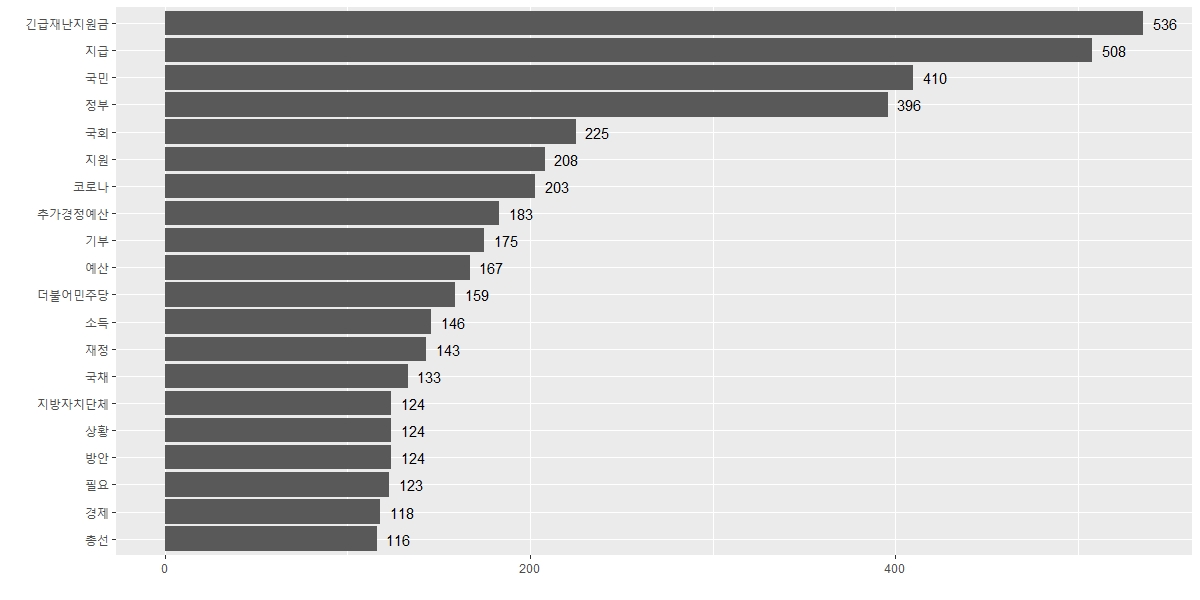 긴급재난지원금 536
지급 508
국민 410
정부 396
국회 225
지원 208
코로나 203
추가경정예산 183
기부 175
예산 167
더불어민주당 159
소득 146
재정 143
국채 133
지방자치단체 124
상황 124
방안 124
필요 123
경제 118
총선 116
0 200 400